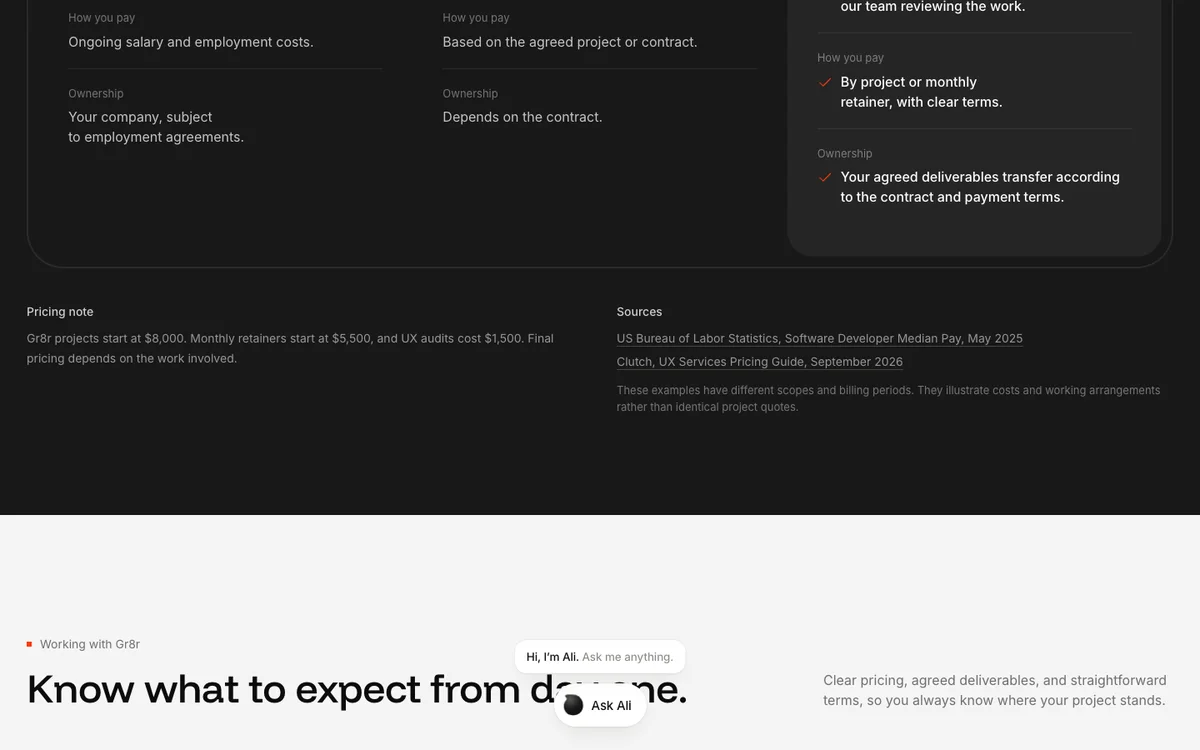 How you pay
Ongoing salary and employment costs.
Ownership
Your company, subject
to employment agreements.
How you pay
Based on the agreed project or contract.
Ownership
Depends on the contract.
our team reviewing the work.
How you pay
By project or monthly
retainer, with clear terms.
Ownership
Your agreed deliverables transfer according
to the contract and payment terms.
Pricing note
Gr8r projects start at $8,000. Monthly retainers start at $5,500, and UX audits cost $1,500. Final
pricing depends on the work involved.
Sources
US Bureau of Labor Statistics, Software Developer Median Pay, May 2025
Clutch, UX Services Pricing Guide, September 2026
These examples have different scopes and billing periods. They illustrate costs and working arrangements
rather than identical project quotes.
Working with Gr8r
Know what to expect from day one.
Clear pricing, agreed deliverables, and straightforward
terms, so you always know where your project stands.
Hi, I'm Ali. Ask me anything.
Ask Ali